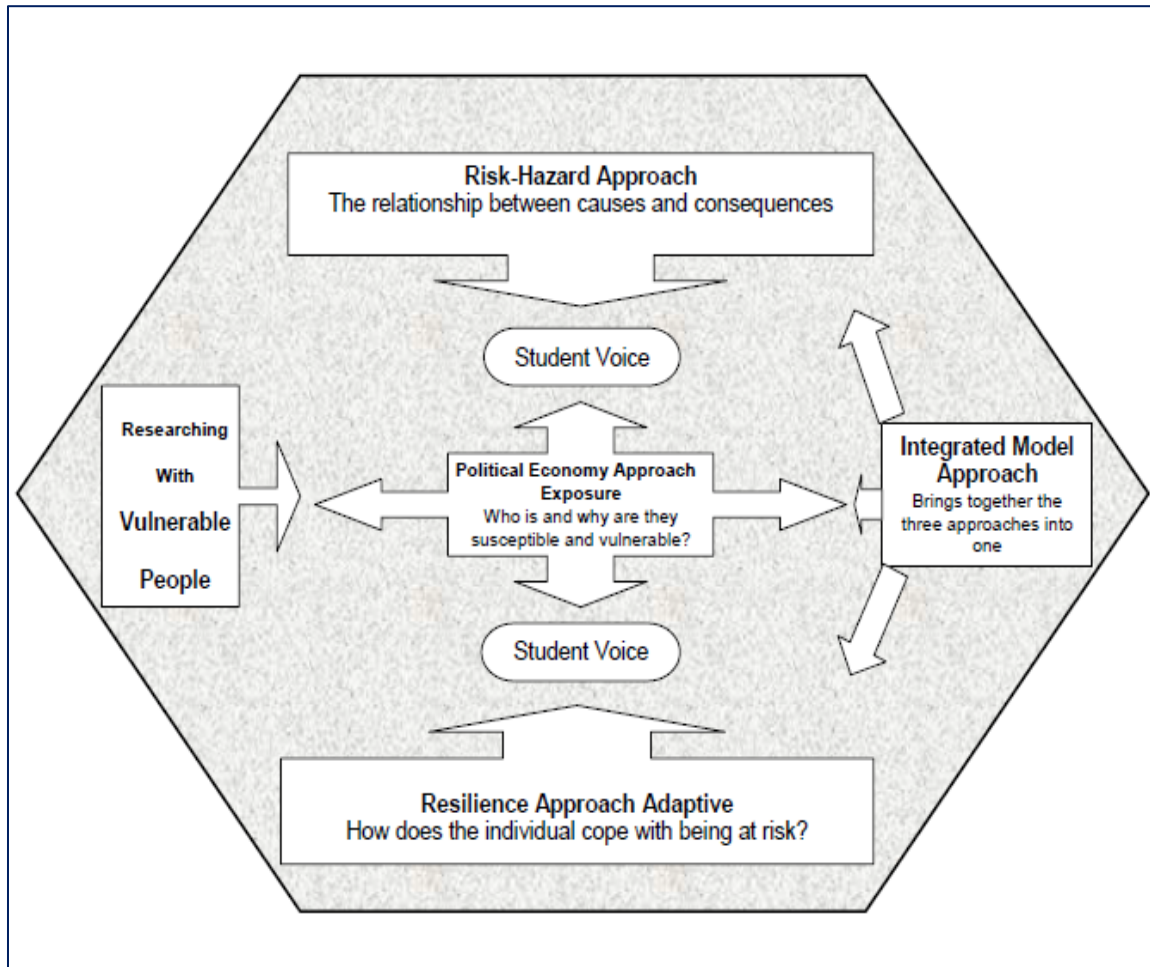 Risk-Hazard Approach
The relationship between causes and consequences
Student Voice
Researching
With
Vulnerable
People
Political Economy Approach
Exposure
Who is and why are they
susceptible and vulnerable?
Integrated Model
Approach
Brings together the
three approaches into
one
Student Voice
Resilience Approach Adaptive
How does the individual cope with being at risk?